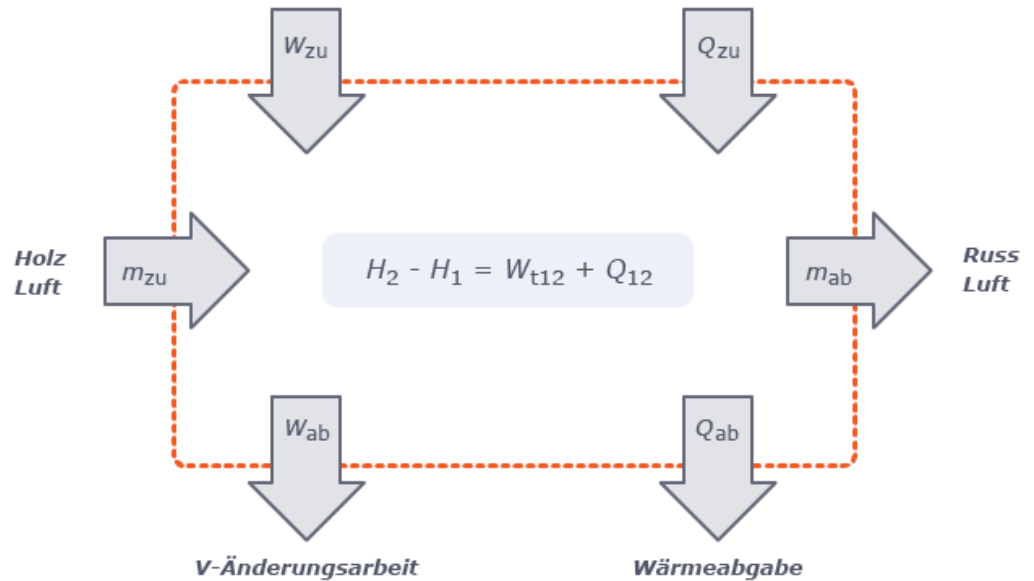 W_zu
Q_zu
Holz
Luft
m_zu
H_2 - H_1 = W_t12 + Q_12
m_ab
Russ
Luft
W_ab
Q_ab
V-Änderungsarbeit
Wärmeabgabe